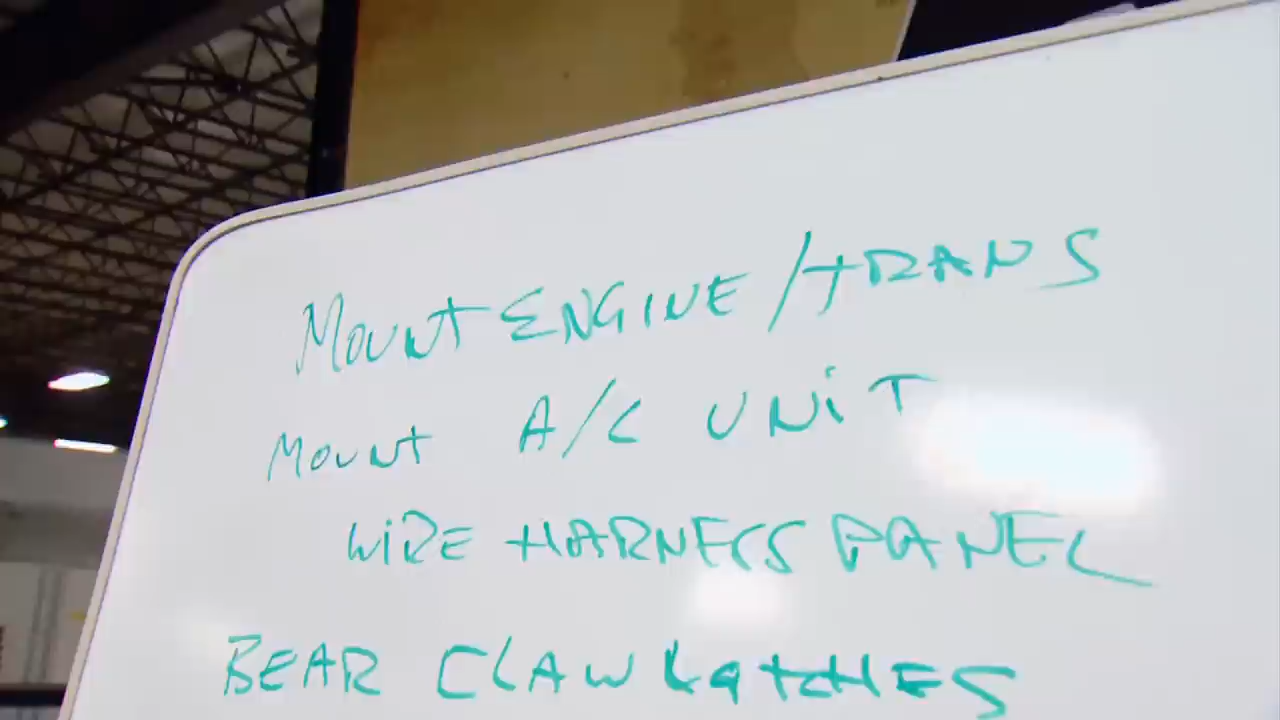 MOUNT ENGINE/TRANS
MOUNT A/C UNiT
WiRE HARNESS PANEL
BEAR CLAW LatcHES